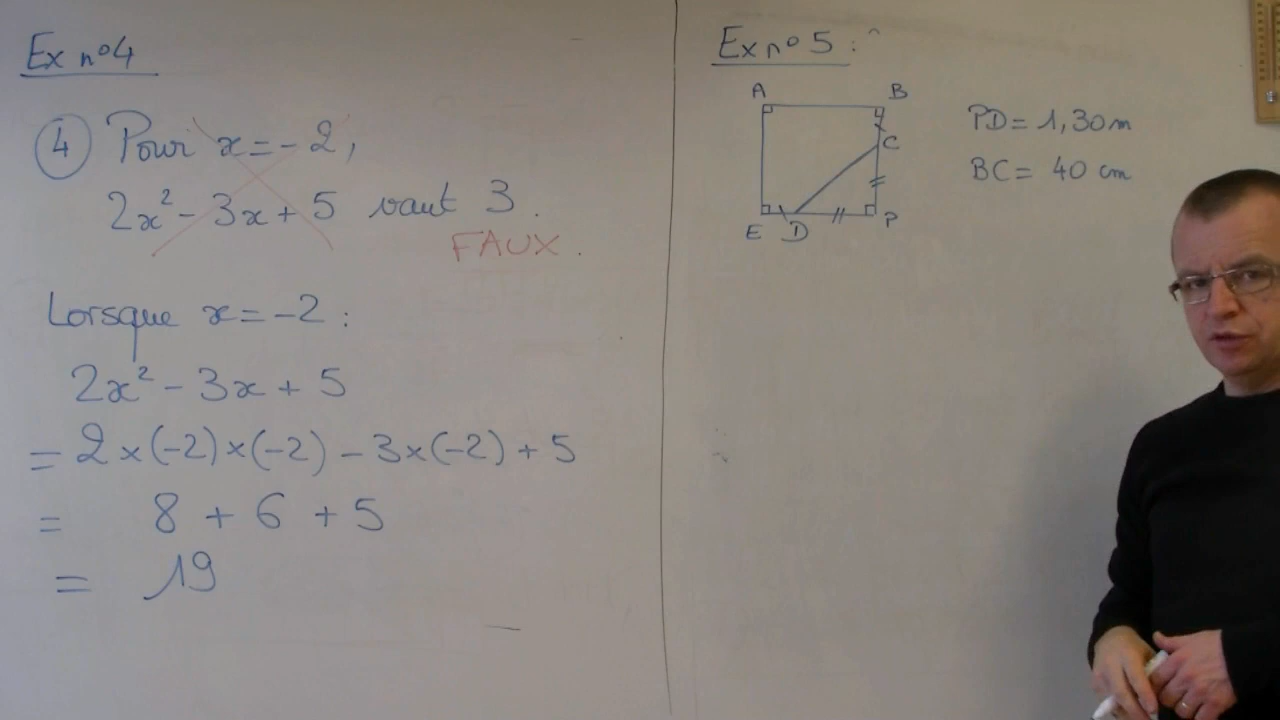 Ex n°4
4 Pour x = -2,
2x² - 3x + 5 vaut 3.
FAUX.
Lorsque x = -2 :
2x² - 3x + 5
= 2 × (-2) × (-2) - 3 × (-2) + 5
= 8 + 6 + 5
= 19
Ex n° 5 :
A B
C
E D P
PD = 1,30 m
BC = 40 cm